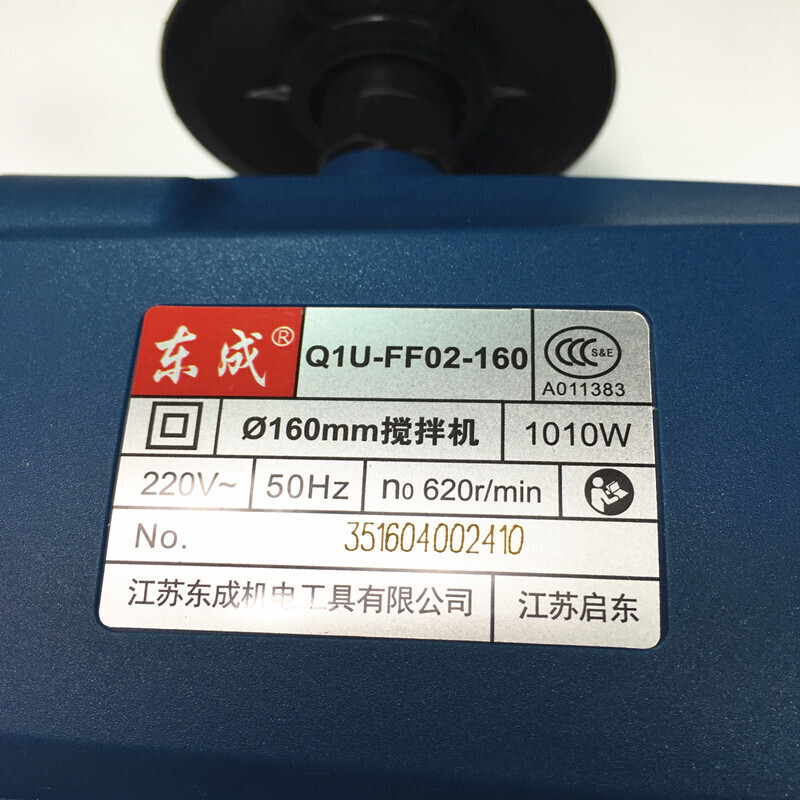 东成® Q1U-FF02-160 CCC S&E
A011383
Ø160mm搅拌机 1010W
220V~ 50Hz n0 620r/min
No. 351604002410
江苏东成机电工具有限公司 江苏启东